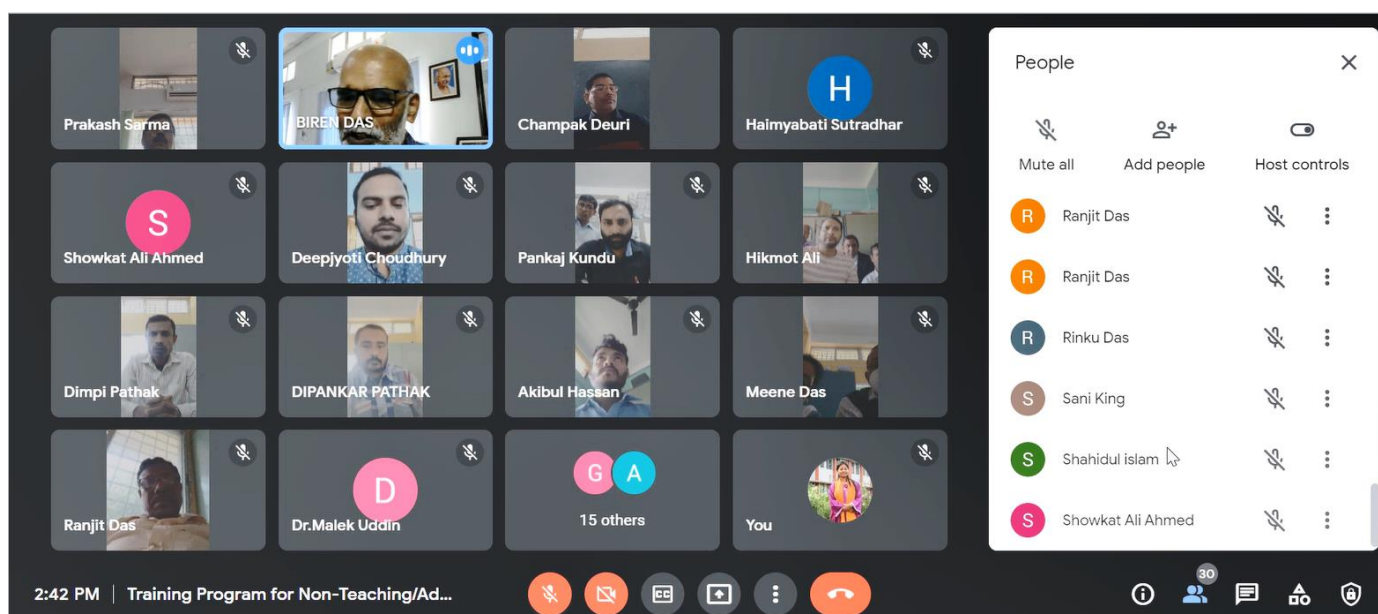 Prakash Sarma
BIREN DAS
Champak Deuri
H
Haimyabati Sutradhar
S
Showkat Ali Ahmed
Deepjyoti Choudhury
Pankaj Kundu
Hikmot Ali
Dimpi Pathak
DIPANKAR PATHAK
Akibul Hassan
Meene Das
Ranjit Das
D
Dr.Malek Uddin
G A
15 others
You
People
Mute all Add people Host controls
R Ranjit Das
R Ranjit Das
R Rinku Das
S Sani King
S Shahidul islam
S Showkat Ali Ahmed
2:42 PM | Training Program for Non-Teaching/Ad...
CC
30